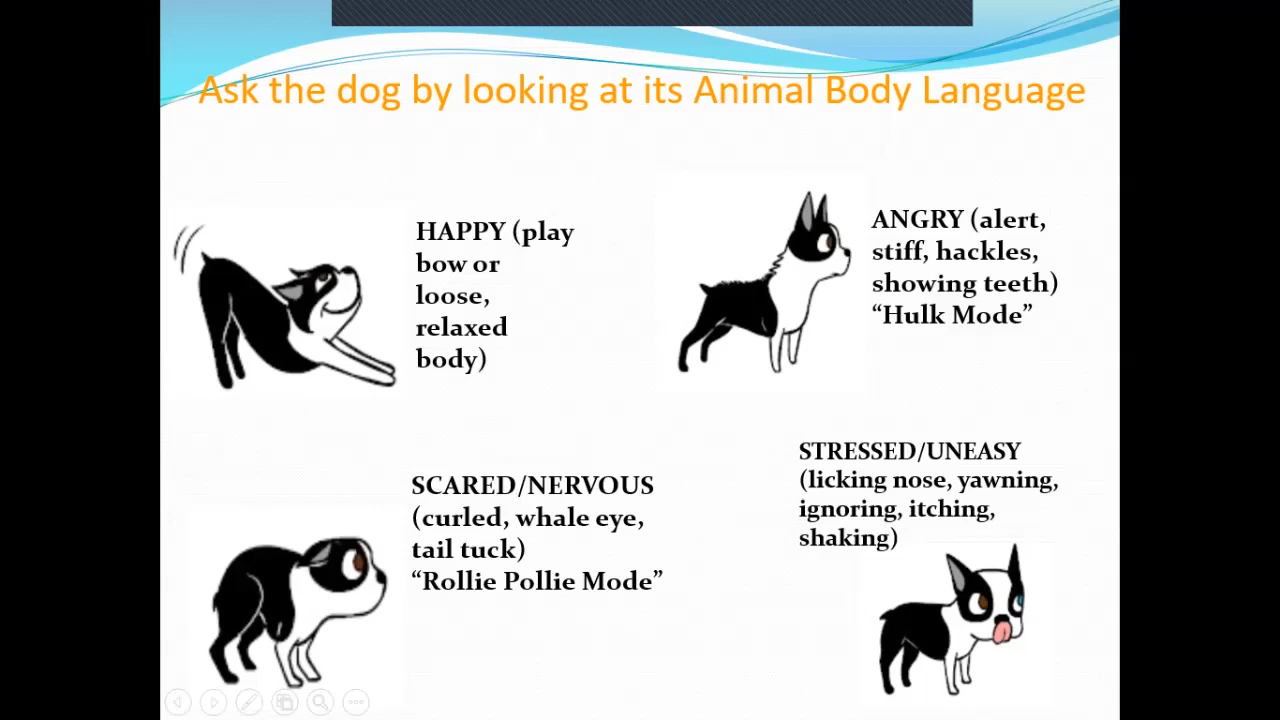 Ask the dog by looking at its Animal Body Language
HAPPY (play
bow or
loose,
relaxed
body)
ANGRY (alert,
stiff, hackles,
showing teeth)
“Hulk Mode”
SCARED/NERVOUS
(curled, whale eye,
tail tuck)
“Rollie Pollie Mode”
STRESSED/UNEASY
(licking nose, yawning,
ignoring, itching,
shaking)